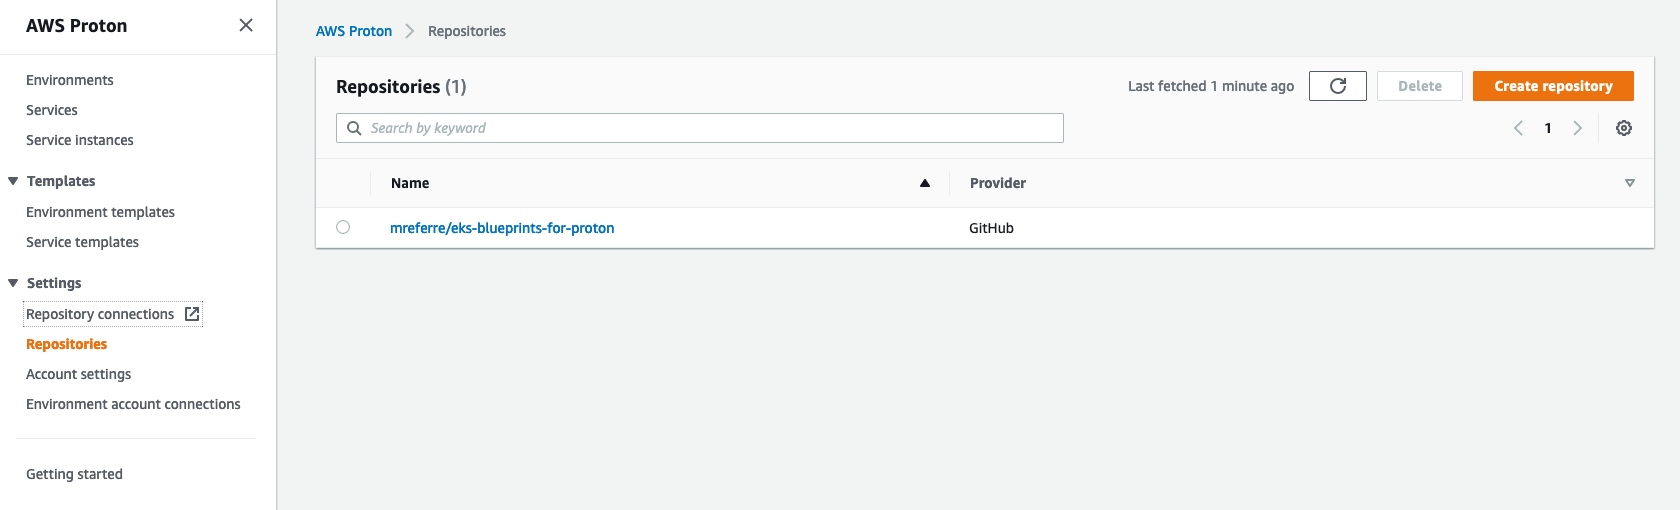 AWS Proton
Environments
Services
Service instances
Templates
Environment templates
Service templates
Settings
Repository connections
Repositories
Account settings
Environment account connections
Getting started
AWS Proton Repositories
Repositories (1)
Last fetched 1 minute ago
Delete
Create repository
Search by keyword
1
Name Provider
mreferre/eks-blueprints-for-proton GitHub